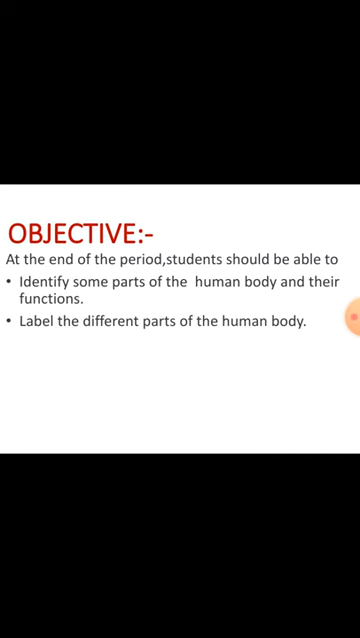 OBJECTIVE:-
At the end of the period,students should be able to
• Identify some parts of the  human body and their
functions.
• Label the different parts of the human body.